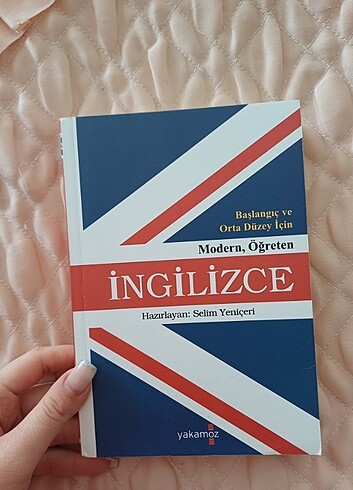 Başlangıç ve
Orta Düzey İçin
Modern, Öğreten
İNGİLİZCE
Hazırlayan: Selim Yeniçeri
yakamoz